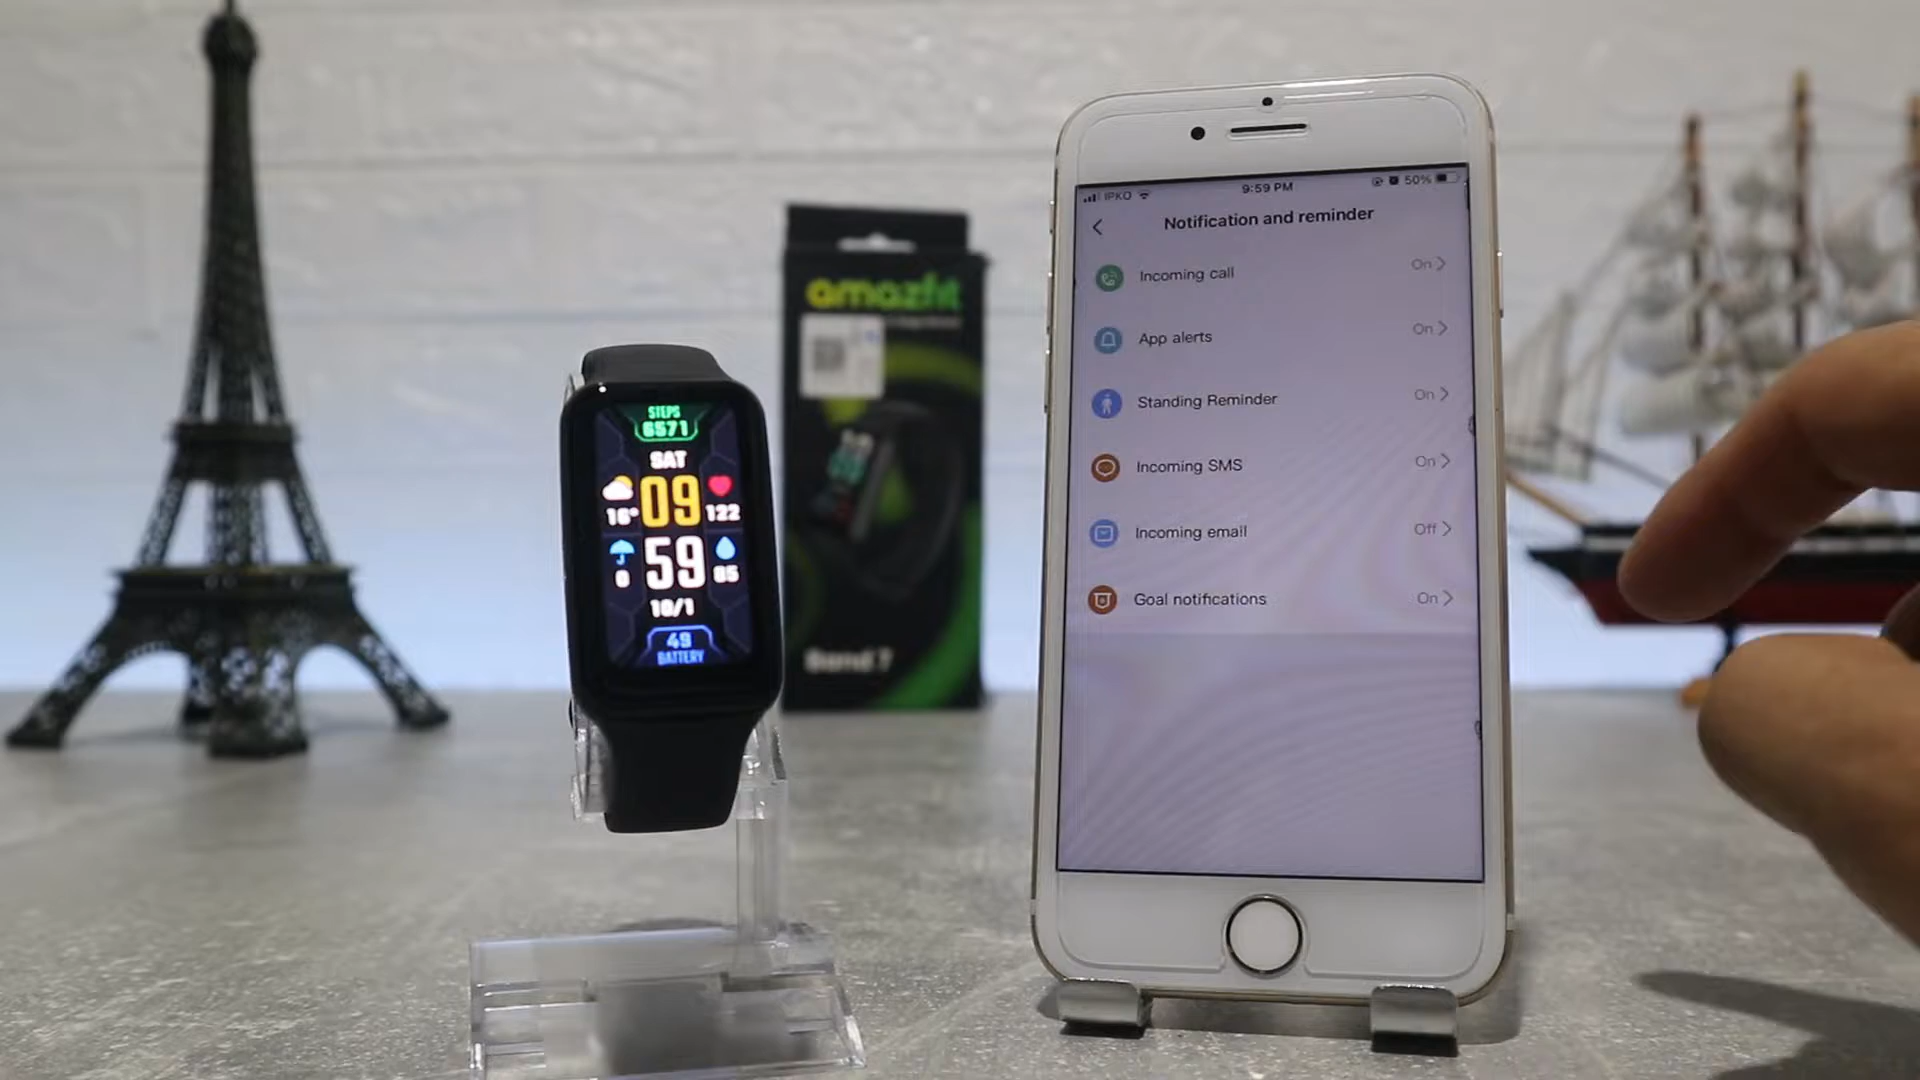 STEPS
6571
SAT
09
16°
122
59
0
85
10/1
49
BATTERY
amazfit
Band 7
IPKO
9:59 PM
50%
Notification and reminder
Incoming call
On
App alerts
On
Standing Reminder
On
Incoming SMS
On
Incoming email
Off
Goal notifications
On